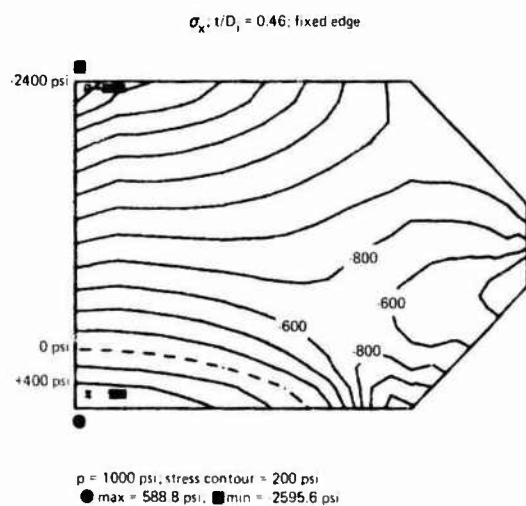 σx, t/Di = 0.46; fixed edge
-2400 psi
-800
-600
-600
0 psi
-800
+400 psi
p = 1000 psi, stress contour = 200 psi
● max = 588.8 psi, ■ min = -2595.6 psi